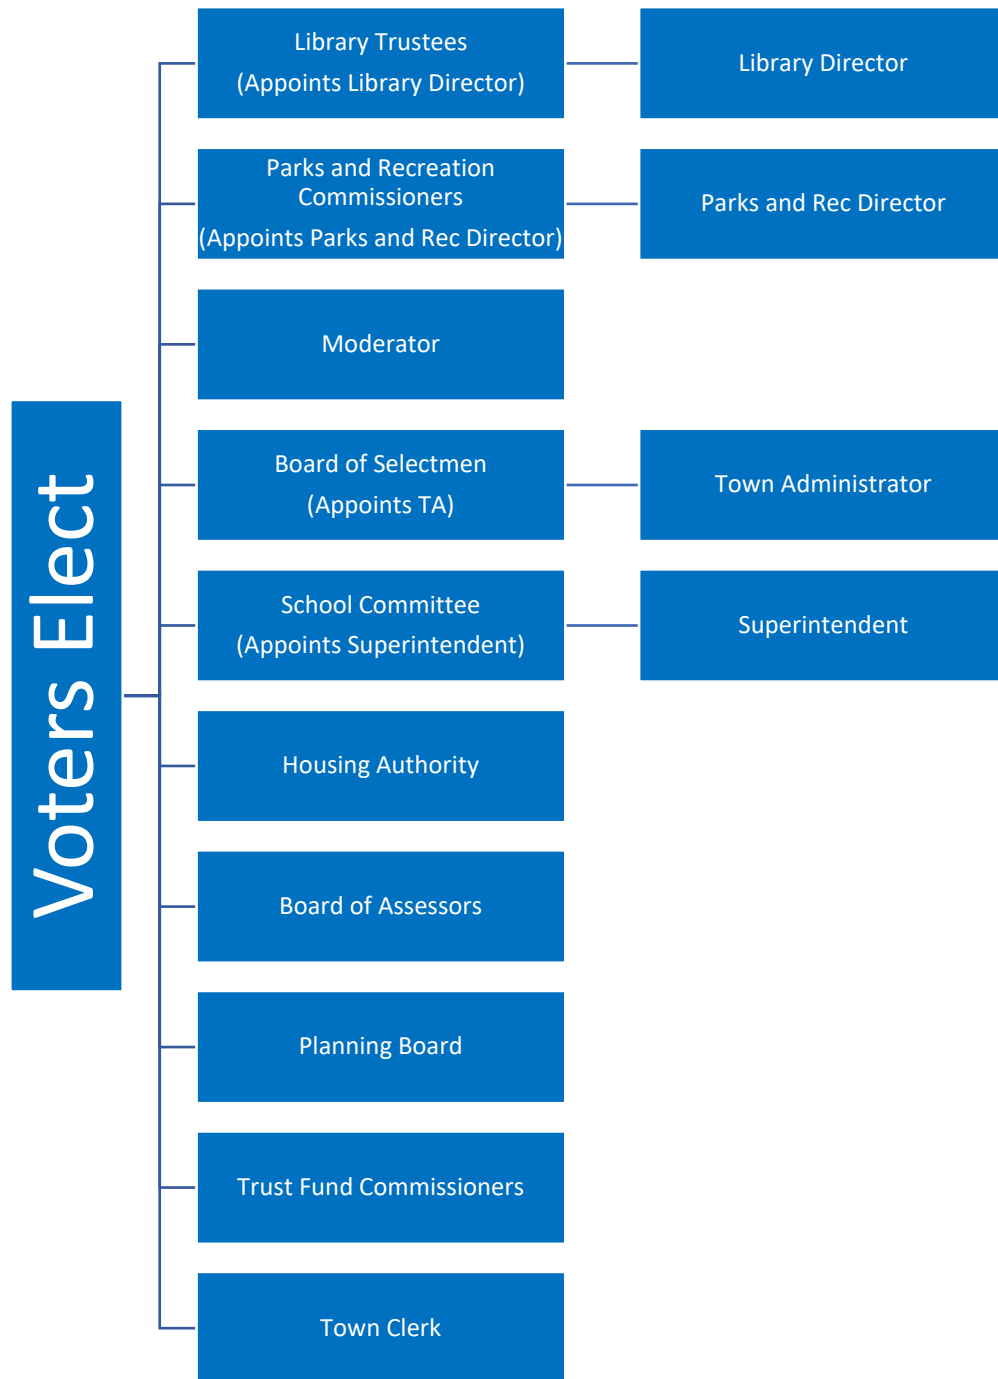 Voters Elect
Library Trustees
(Appoints Library Director)
Library Director
Parks and Recreation
Commissioners
(Appoints Parks and Rec Director)
Parks and Rec Director
Moderator
Board of Selectmen
(Appoints TA)
Town Administrator
School Committee
(Appoints Superintendent)
Superintendent
Housing Authority
Board of Assessors
Planning Board
Trust Fund Commissioners
Town Clerk